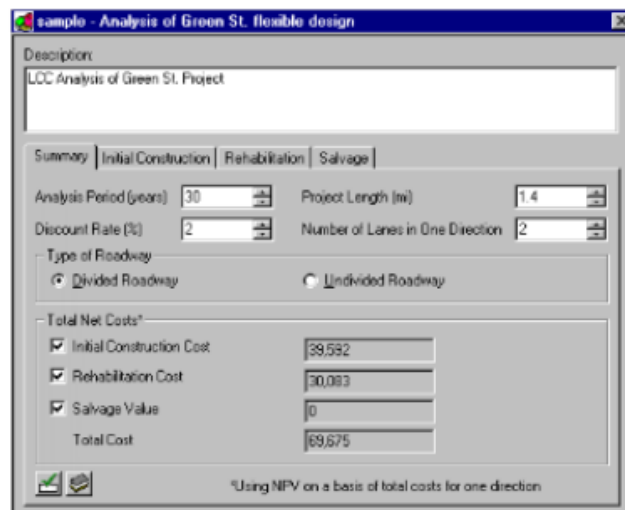 sample - Analysis of Green St. flexible design
Description:
LCC Analysis of Green St. Project
Summary Initial Construction Rehabilitation Salvage
Analysis Period (years) 30 Project Length (mi) 1.4
Discount Rate (%) 2 Number of Lanes in One Direction 2
Type of Roadway
Divided Roadway Undivided Roadway
Total Net Costs*
Initial Construction Cost 39,592
Rehabilitation Cost 30,083
Salvage Value 0
Total Cost 69,675
*Using NPV on a basis of total costs for one direction